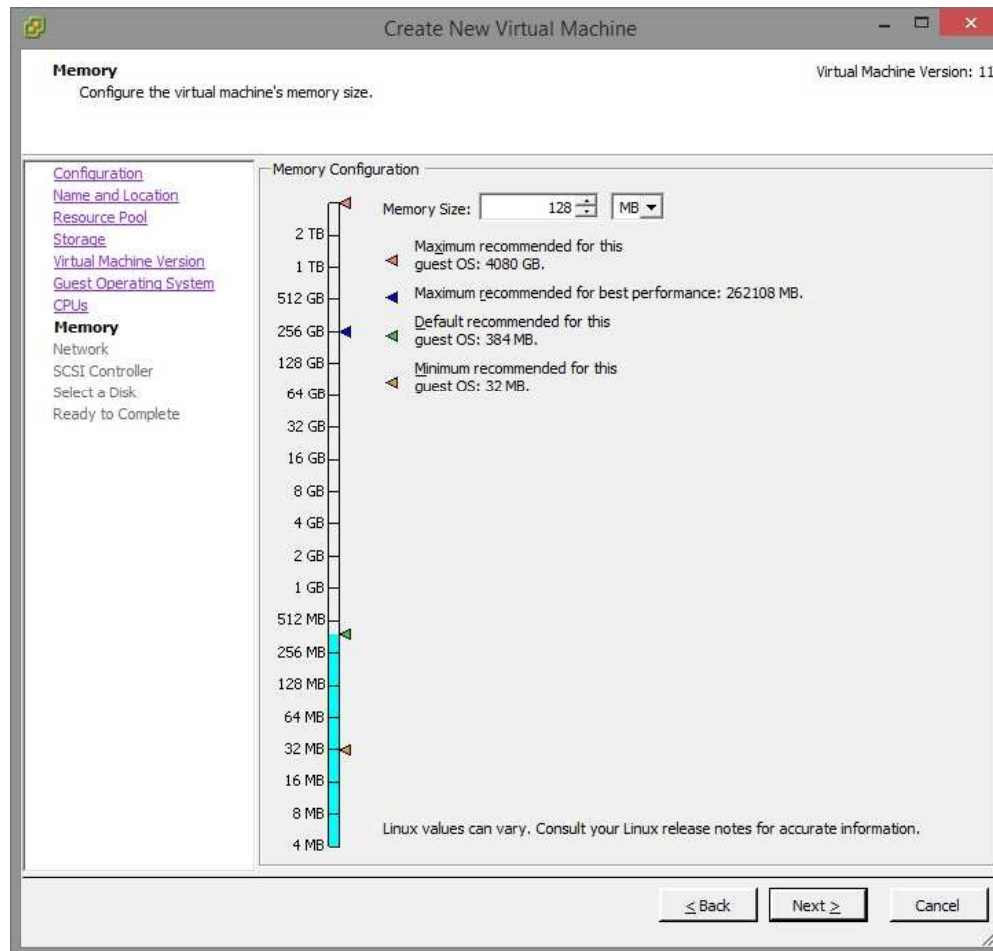 Create New Virtual Machine
Memory
Configure the virtual machine's memory size.
Virtual Machine Version: 11
Configuration
Name and Location
Resource Pool
Storage
Virtual Machine Version
Guest Operating System
CPUs
Memory
Network
SCSI Controller
Select a Disk
Ready to Complete
Memory Configuration
2 TB
1 TB
512 GB
256 GB
128 GB
64 GB
32 GB
16 GB
8 GB
4 GB
2 GB
1 GB
512 MB
256 MB
128 MB
64 MB
32 MB
16 MB
8 MB
4 MB
Memory Size: 128 MB
Maximum recommended for this
guest OS: 4080 GB.
Maximum recommended for best performance: 262108 MB.
Default recommended for this
guest OS: 384 MB.
Minimum recommended for this
guest OS: 32 MB.
Linux values can vary. Consult your Linux release notes for accurate information.
< Back
Next >
Cancel